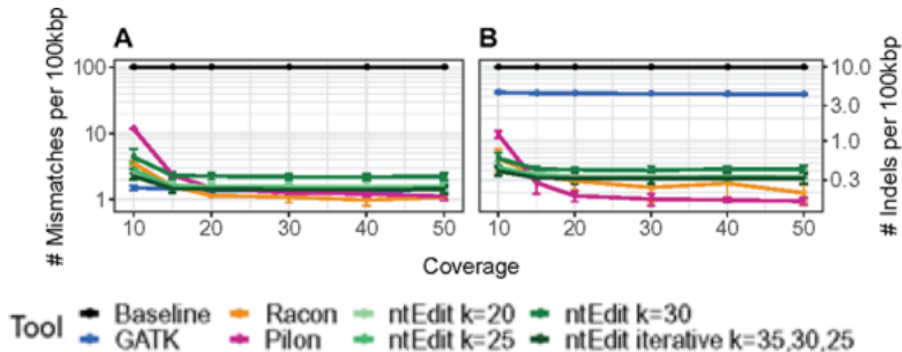 A B
# Mismatches per 100kbp
100
10
1
10 20 30 40 50
10 20 30 40 50
10.0
3.0
1.0
0.3
# Indels per 100kbp
Coverage
Tool
Baseline Racon ntEdit k=20 ntEdit k=30
GATK Pilon ntEdit k=25 ntEdit iterative k=35,30,25